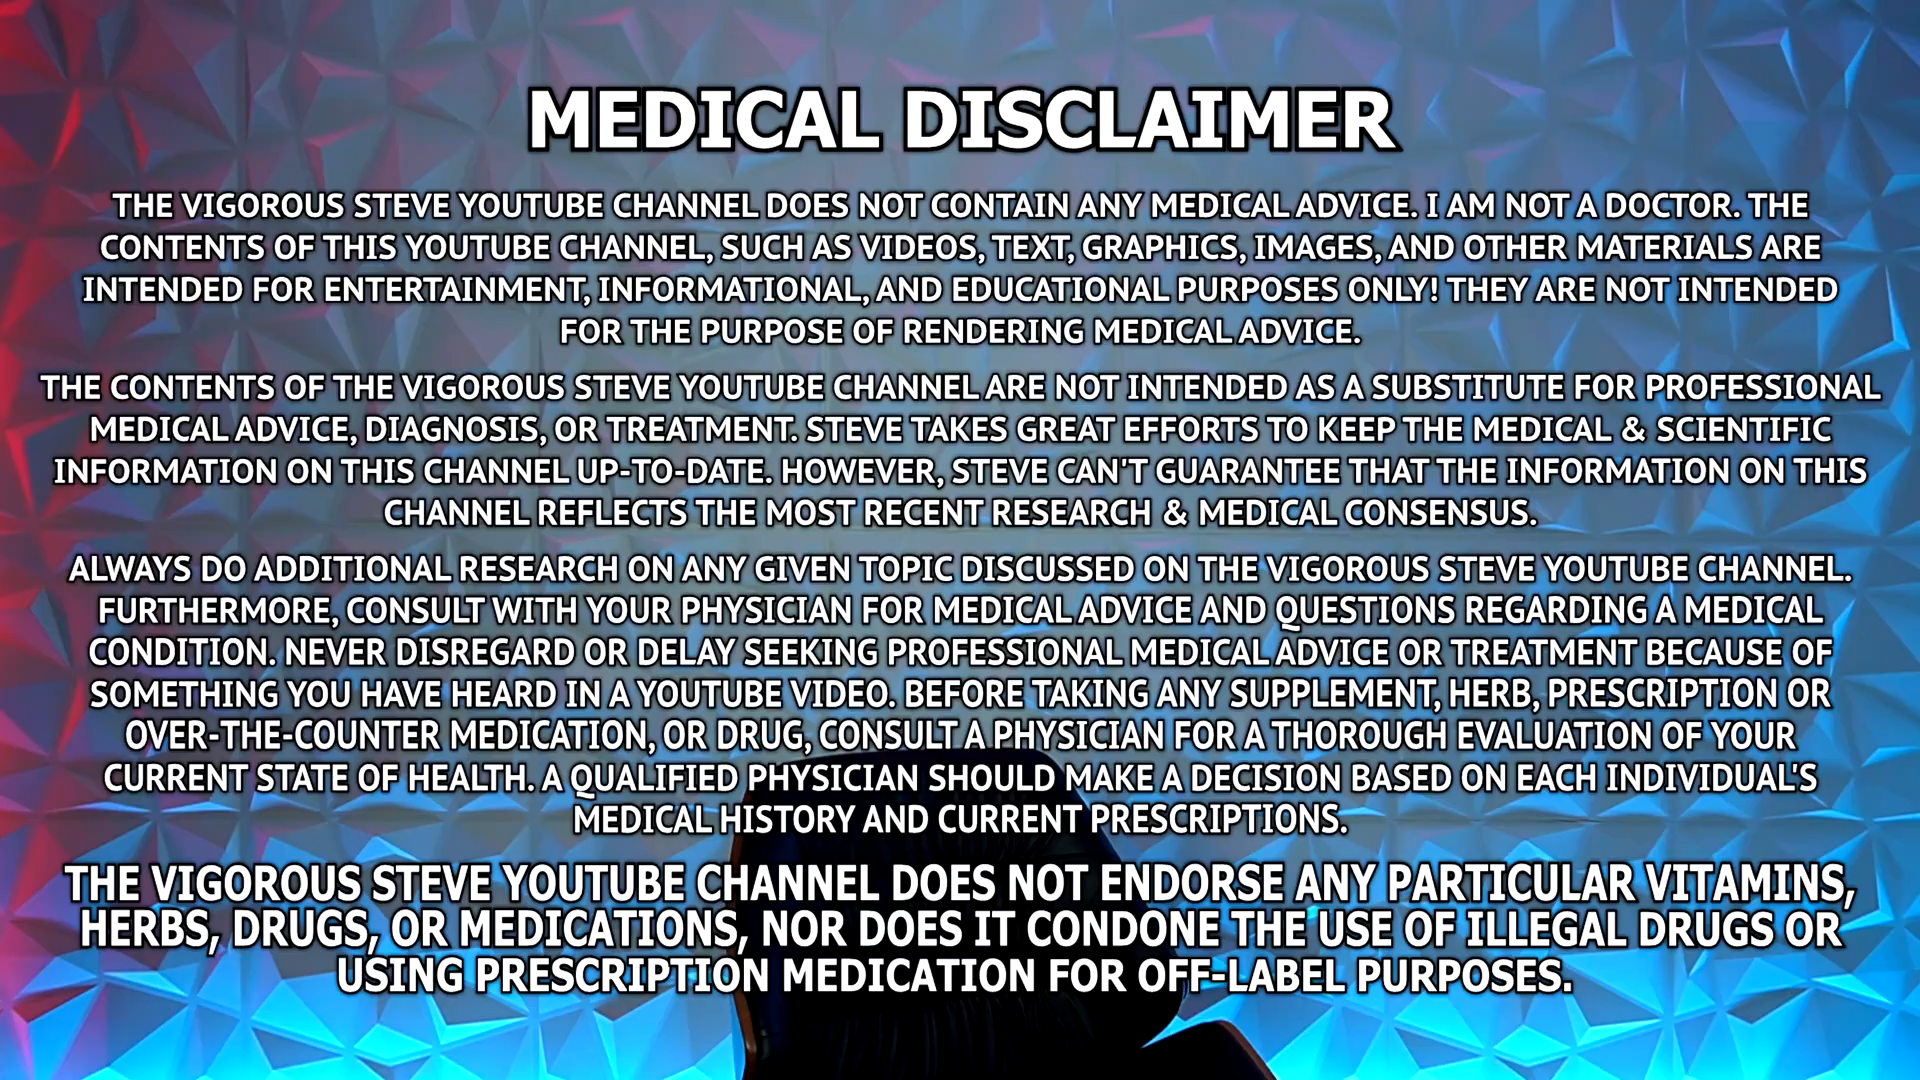 MEDICAL DISCLAIMER
THE VIGOROUS STEVE YOUTUBE CHANNEL DOES NOT CONTAIN ANY MEDICAL ADVICE. I AM NOT A DOCTOR. THE
CONTENTS OF THIS YOUTUBE CHANNEL, SUCH AS VIDEOS, TEXT, GRAPHICS, IMAGES, AND OTHER MATERIALS ARE
INTENDED FOR ENTERTAINMENT, INFORMATIONAL, AND EDUCATIONAL PURPOSES ONLY! THEY ARE NOT INTENDED
FOR THE PURPOSE OF RENDERING MEDICAL ADVICE.
THE CONTENTS OF THE VIGOROUS STEVE YOUTUBE CHANNEL ARE NOT INTENDED AS A SUBSTITUTE FOR PROFESSIONAL
MEDICAL ADVICE, DIAGNOSIS, OR TREATMENT. STEVE TAKES GREAT EFFORTS TO KEEP THE MEDICAL & SCIENTIFIC
INFORMATION ON THIS CHANNEL UP-TO-DATE. HOWEVER, STEVE CAN'T GUARANTEE THAT THE INFORMATION ON THIS
CHANNEL REFLECTS THE MOST RECENT RESEARCH & MEDICAL CONSENSUS.
ALWAYS DO ADDITIONAL RESEARCH ON ANY GIVEN TOPIC DISCUSSED ON THE VIGOROUS STEVE YOUTUBE CHANNEL.
FURTHERMORE, CONSULT WITH YOUR PHYSICIAN FOR MEDICAL ADVICE AND QUESTIONS REGARDING A MEDICAL
CONDITION. NEVER DISREGARD OR DELAY SEEKING PROFESSIONAL MEDICAL ADVICE OR TREATMENT BECAUSE OF
SOMETHING YOU HAVE HEARD IN A YOUTUBE VIDEO. BEFORE TAKING ANY SUPPLEMENT, HERB, PRESCRIPTION OR
OVER-THE-COUNTER MEDICATION, OR DRUG, CONSULT A PHYSICIAN FOR A THOROUGH EVALUATION OF YOUR
CURRENT STATE OF HEALTH. A QUALIFIED PHYSICIAN SHOULD MAKE A DECISION BASED ON EACH INDIVIDUAL'S
MEDICAL HISTORY AND CURRENT PRESCRIPTIONS.
THE VIGOROUS STEVE YOUTUBE CHANNEL DOES NOT ENDORSE ANY PARTICULAR VITAMINS,
HERBS, DRUGS, OR MEDICATIONS, NOR DOES IT CONDONE THE USE OF ILLEGAL DRUGS OR
USING PRESCRIPTION MEDICATION FOR OFF-LABEL PURPOSES.